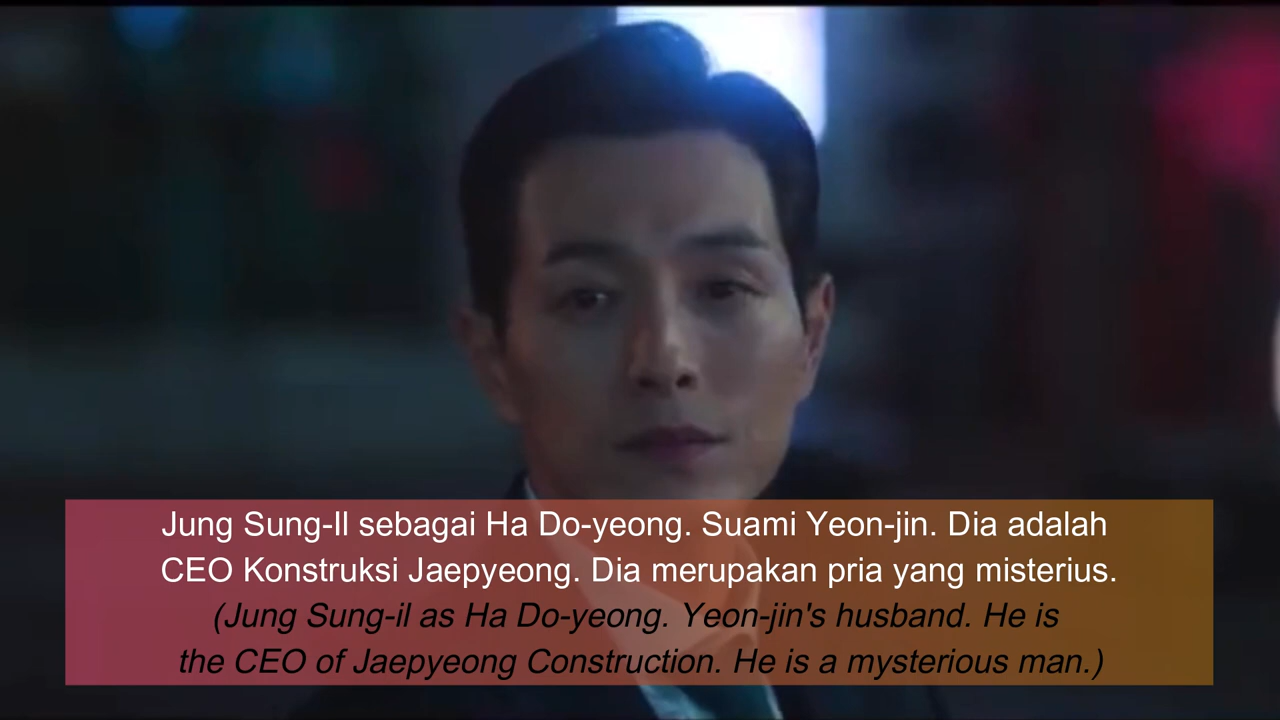 Jung Sung-Il sebagai Ha Do-yeong. Suami Yeon-jin. Dia adalah
CEO Konstruksi Jaepyeong. Dia merupakan pria yang misterius.
(Jung Sung-il as Ha Do-yeong. Yeon-jin's husband. He is
the CEO of Jaepyeong Construction. He is a mysterious man.)